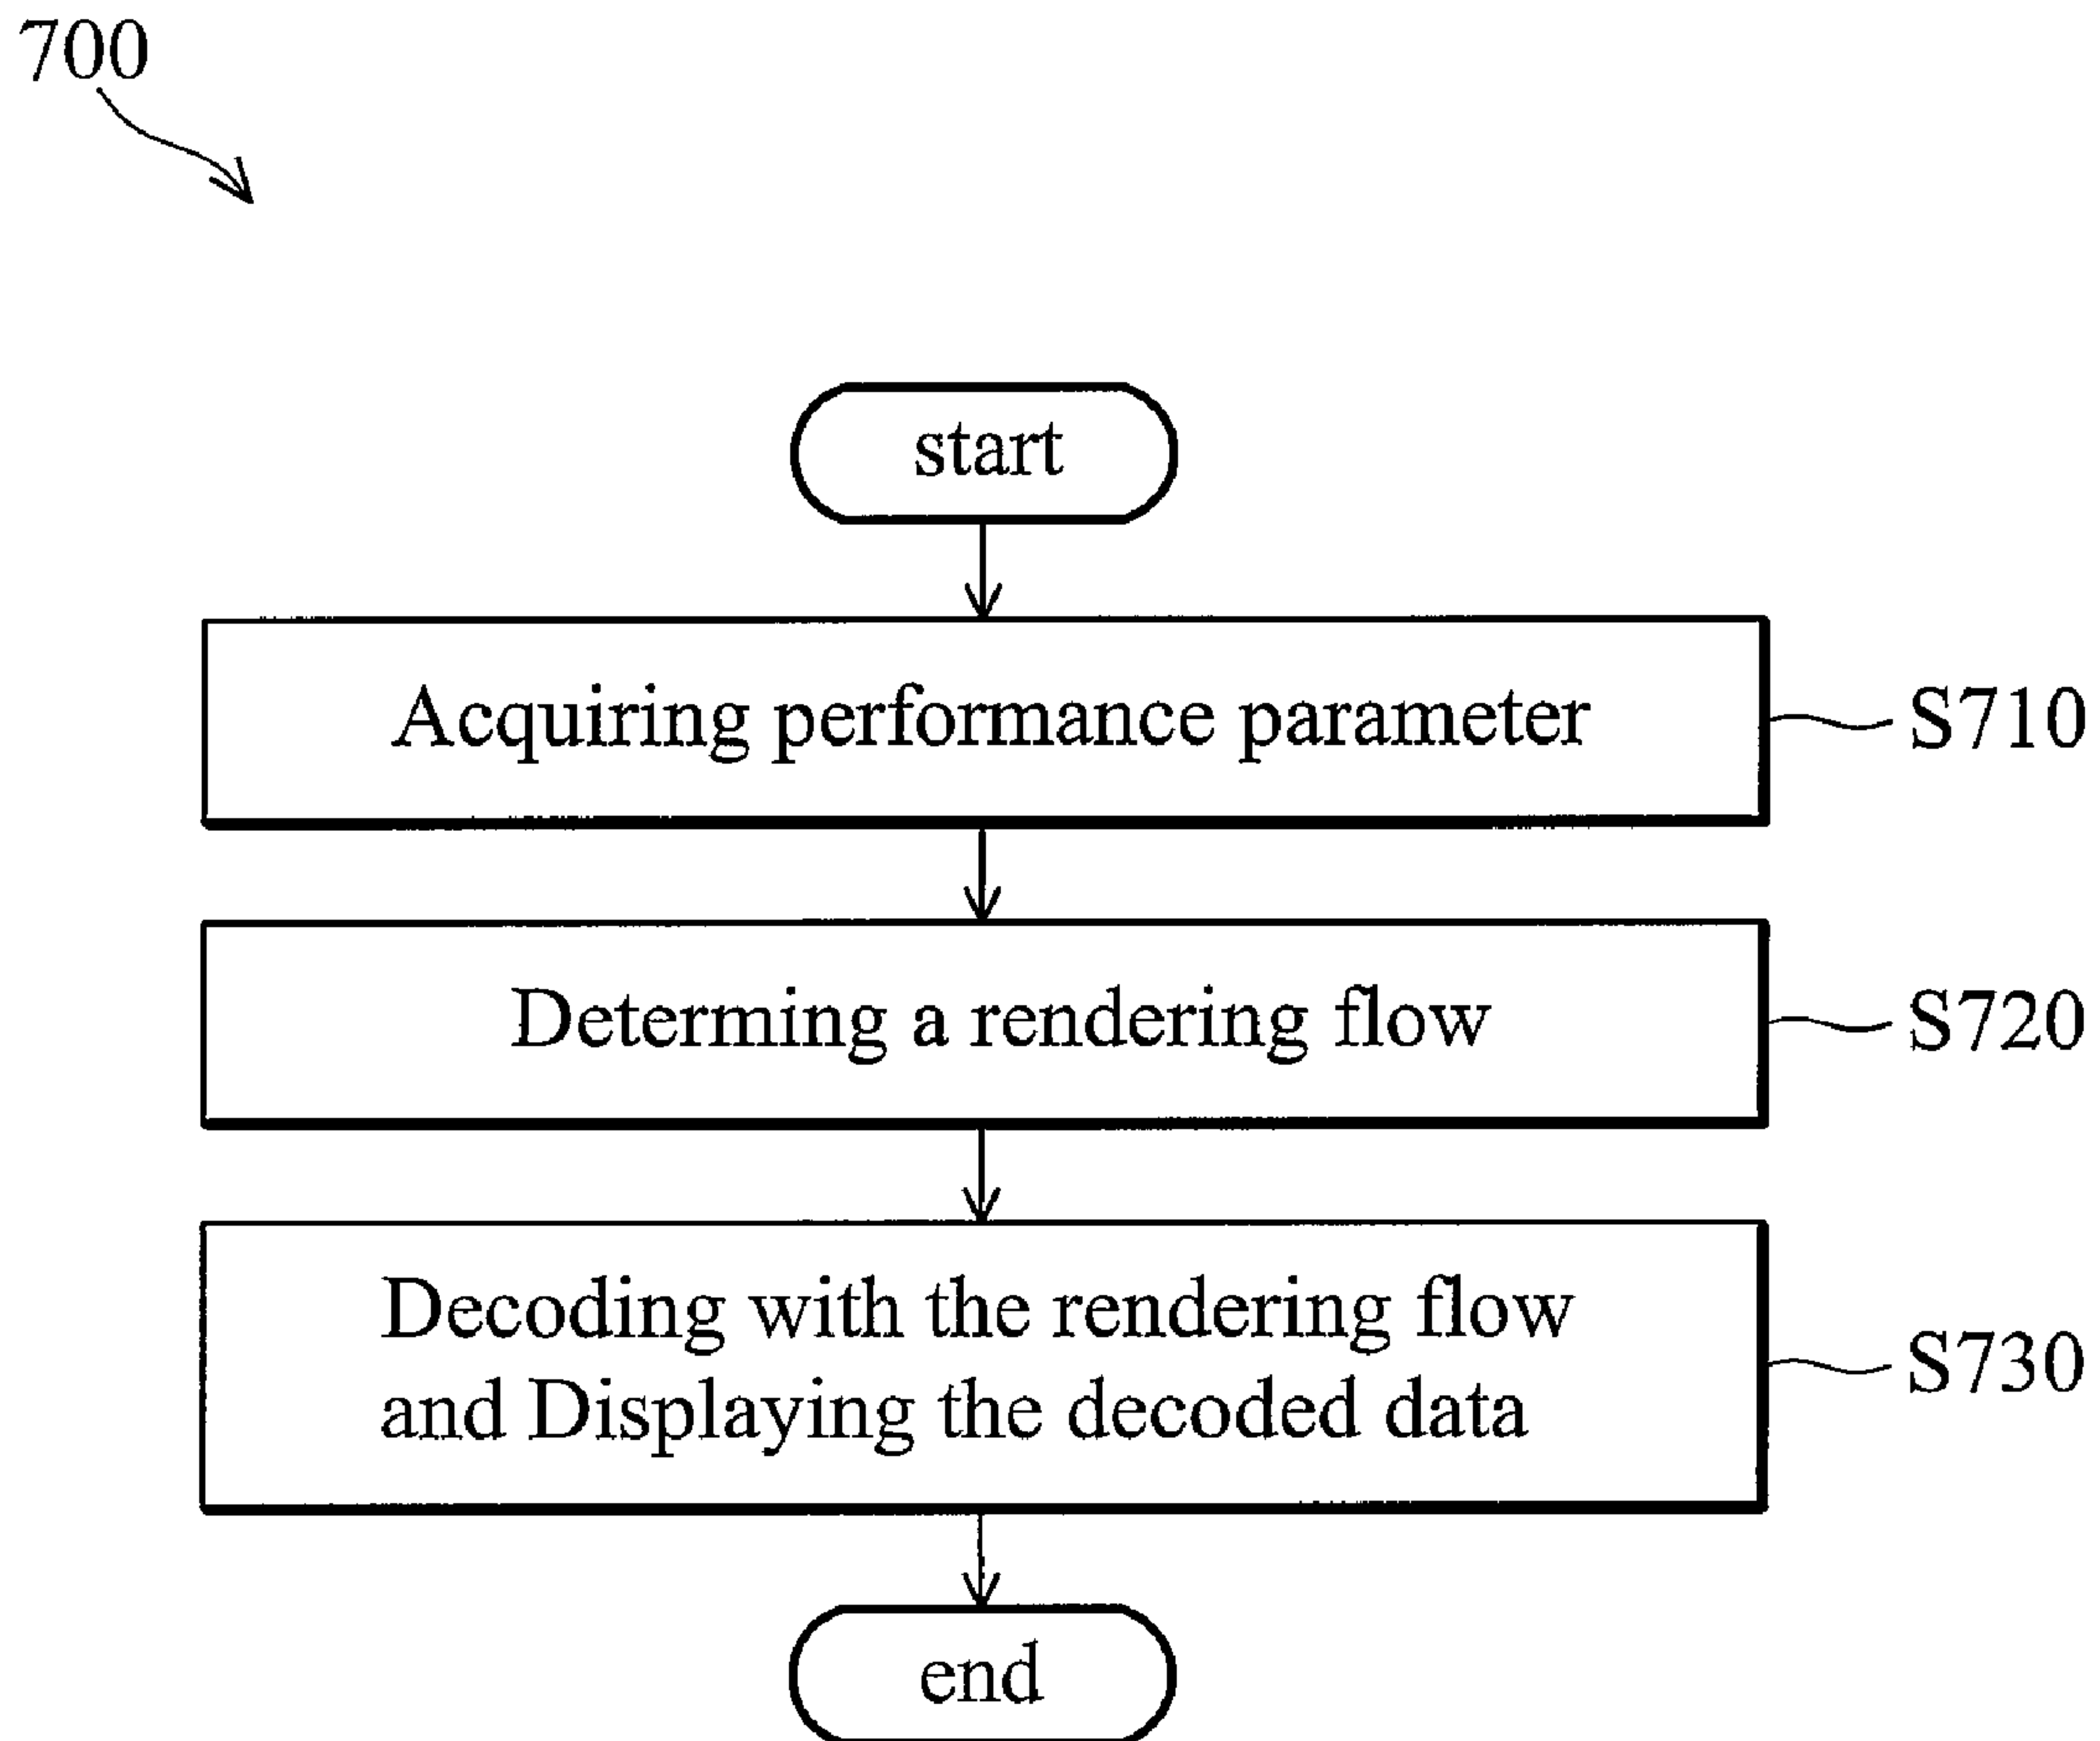 700
start
Acquiring performance parameter
S710
Determing a rendering flow
S720
Decoding with the rendering flow
and Displaying the decoded data
S730
end